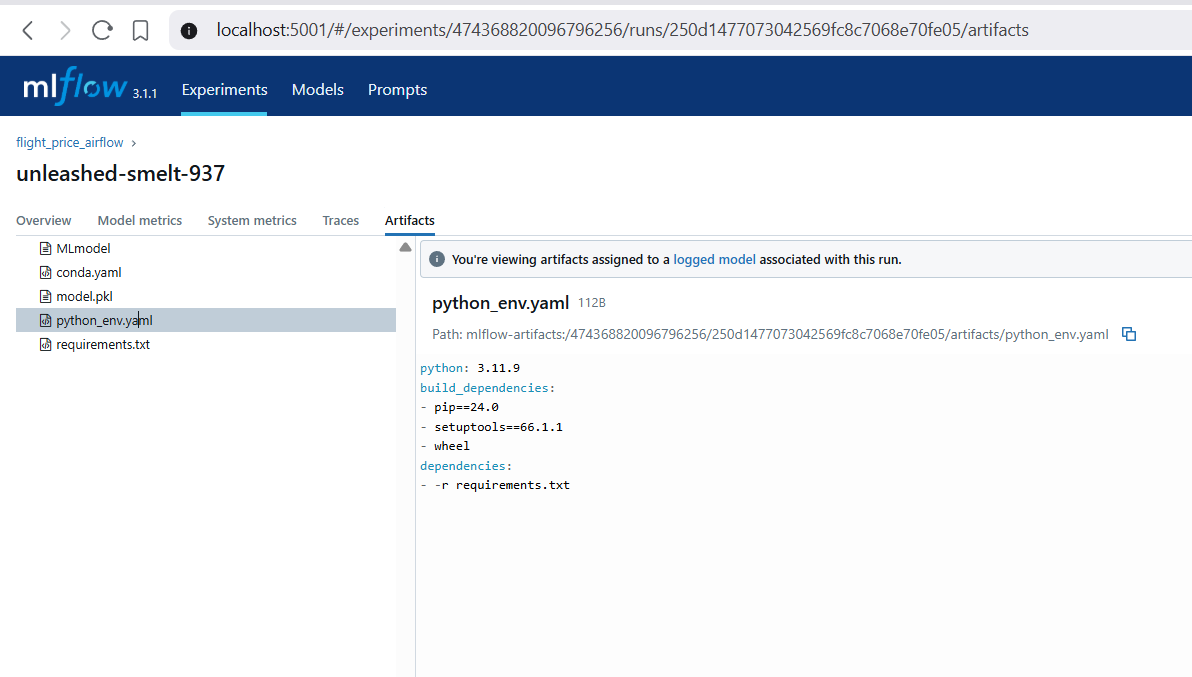 localhost:5001/#/experiments/474368820096796256/runs/250d1477073042569fc8c7068e70fe05/artifacts
mlflow 3.1.1 Experiments Models Prompts
flight_price_airflow ›
unleashed-smelt-937
Overview Model metrics System metrics Traces Artifacts
MLmodel
conda.yaml
model.pkl
python_env.yaml
requirements.txt
You're viewing artifacts assigned to a logged model associated with this run.
python_env.yaml 112B
Path: mlflow-artifacts:/474368820096796256/250d1477073042569fc8c7068e70fe05/artifacts/python_env.yaml
python: 3.11.9
build_dependencies:
- pip==24.0
- setuptools==66.1.1
- wheel
dependencies:
- -r requirements.txt